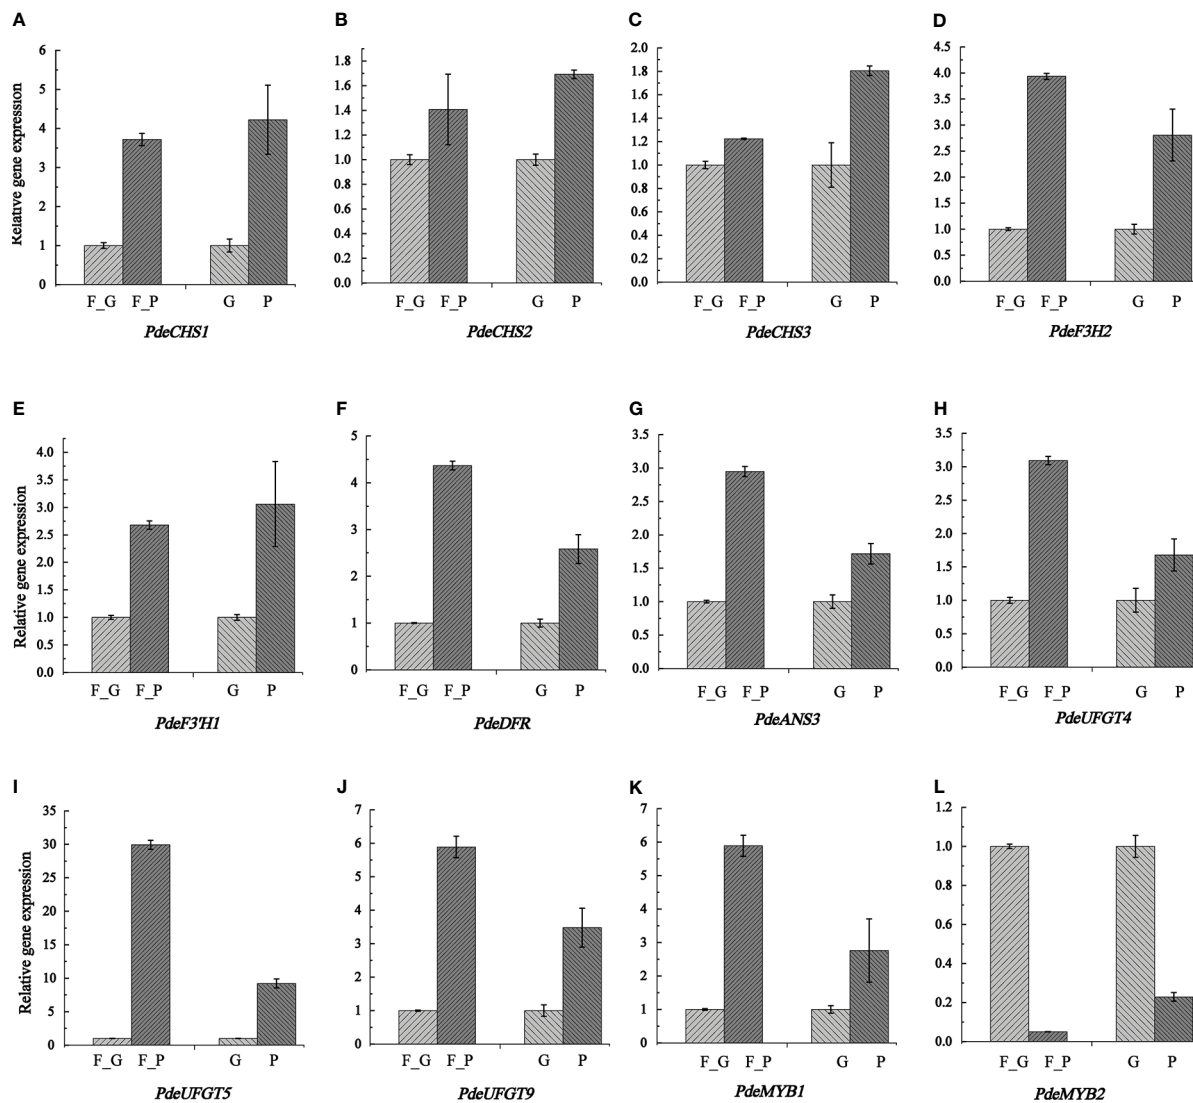 A
Relative gene expression
6
5
4
3
2
1
0
F_G F_P G P
PdeCHS1
B
1.8
1.6
1.4
1.2
1.0
0.8
0.6
0.4
0.2
0.0
F_G F_P G P
PdeCHS2
C
2.0
1.8
1.6
1.4
1.2
1.0
0.8
0.6
0.4
0.2
0.0
F_G F_P G P
PdeCHS3
D
4.5
4.0
3.5
3.0
2.5
2.0
1.5
1.0
0.5
0.0
F_G F_P G P
PdeF3H2
E
Relative gene expression
4.0
3.5
3.0
2.5
2.0
1.5
1.0
0.5
0.0
F_G F_P G P
PdeF3'H1
F
5
4
3
2
1
0
F_G F_P G P
PdeDFR
G
3.5
3.0
2.5
2.0
1.5
1.0
0.5
0.0
F_G F_P G P
PdeANS3
H
3.5
3.0
2.5
2.0
1.5
1.0
0.5
0.0
F_G F_P G P
PdeUFGT4
I
Relative gene expression
35
30
25
20
15
10
5
0
F_G F_P G P
PdeUFGT5
J
7
6
5
4
3
2
1
0
F_G F_P G P
PdeUFGT9
K
7
6
5
4
3
2
1
0
F_G F_P G P
PdeMYB1
L
1.2
1.0
0.8
0.6
0.4
0.2
0.0
F_G F_P G P
PdeMYB2